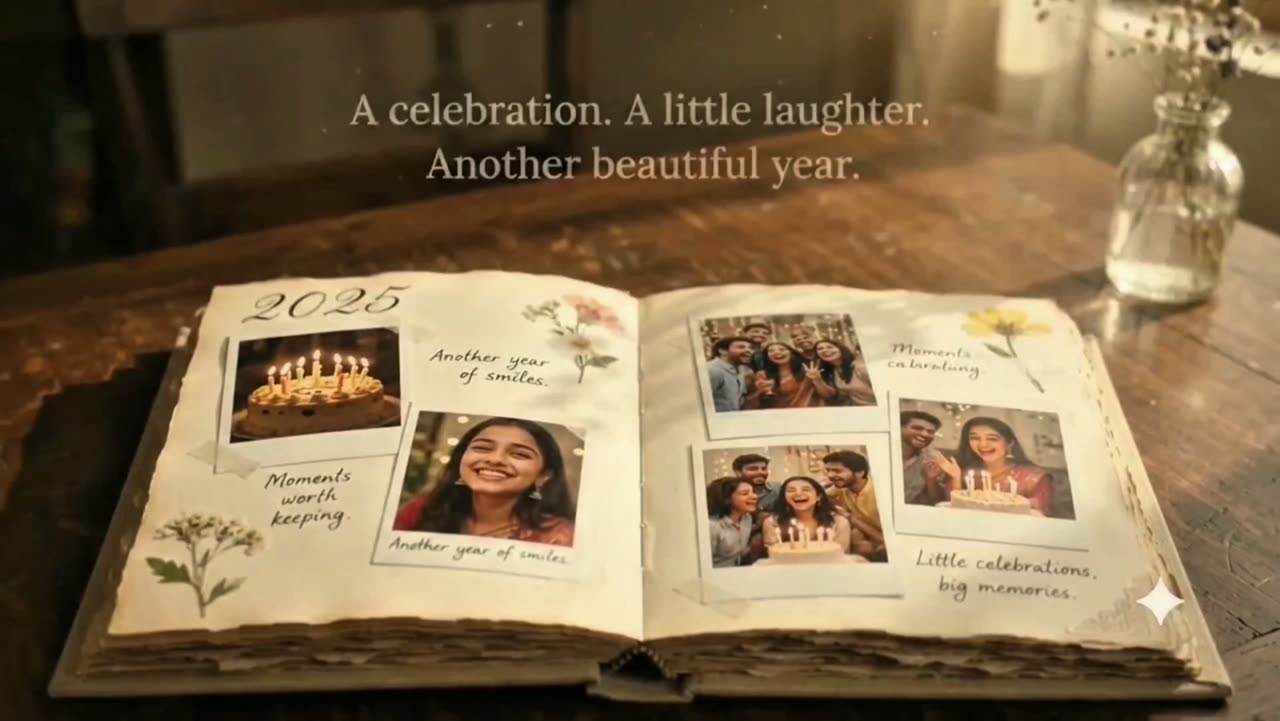 A celebration. A little laughter.
Another beautiful year.
2025
Another year
of smiles.
Moments
worth
keeping.
Another year of smiles.
Moments
Little celebrations,
big memories.